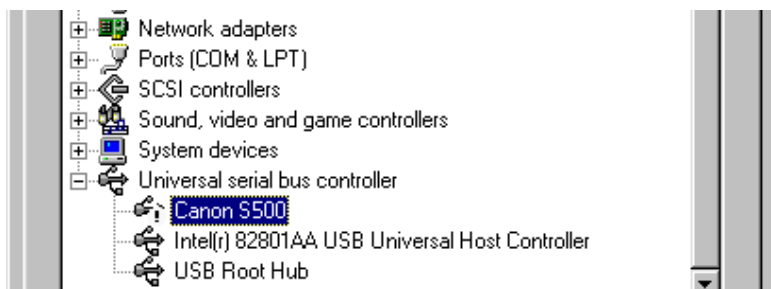 Network adapters
Ports (COM & LPT)
SCSI controllers
Sound, video and game controllers
System devices
Universal serial bus controller
Canon S500
Intel(r) 82801AA USB Universal Host Controller
USB Root Hub